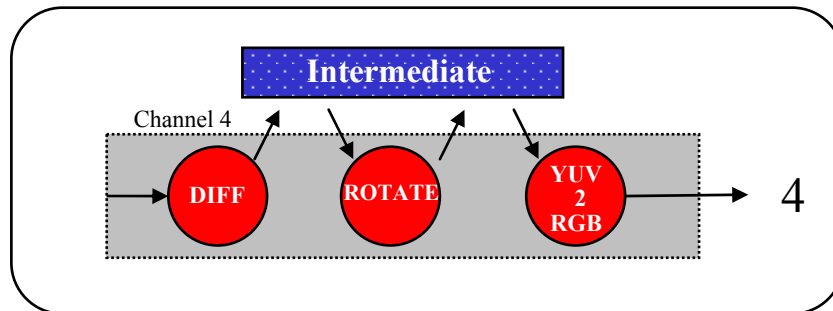 Intermediate
Channel 4
DIFF
ROTATE
YUV
2
RGB
4